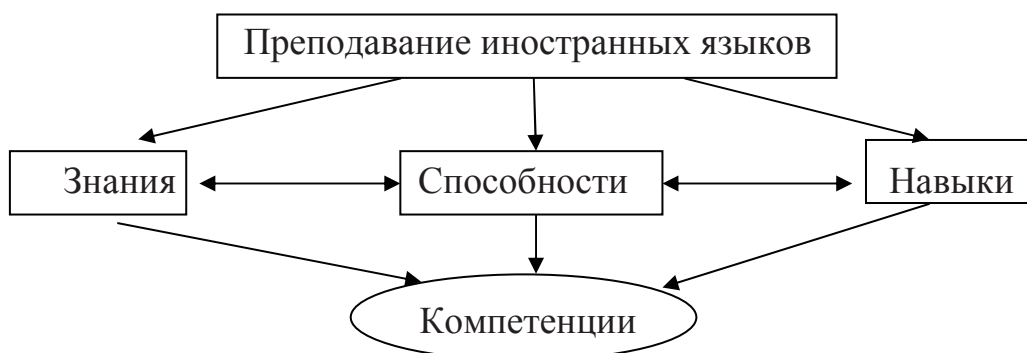 Преподавание иностранных языков
Знания
Способности
Навыки
Компетенции